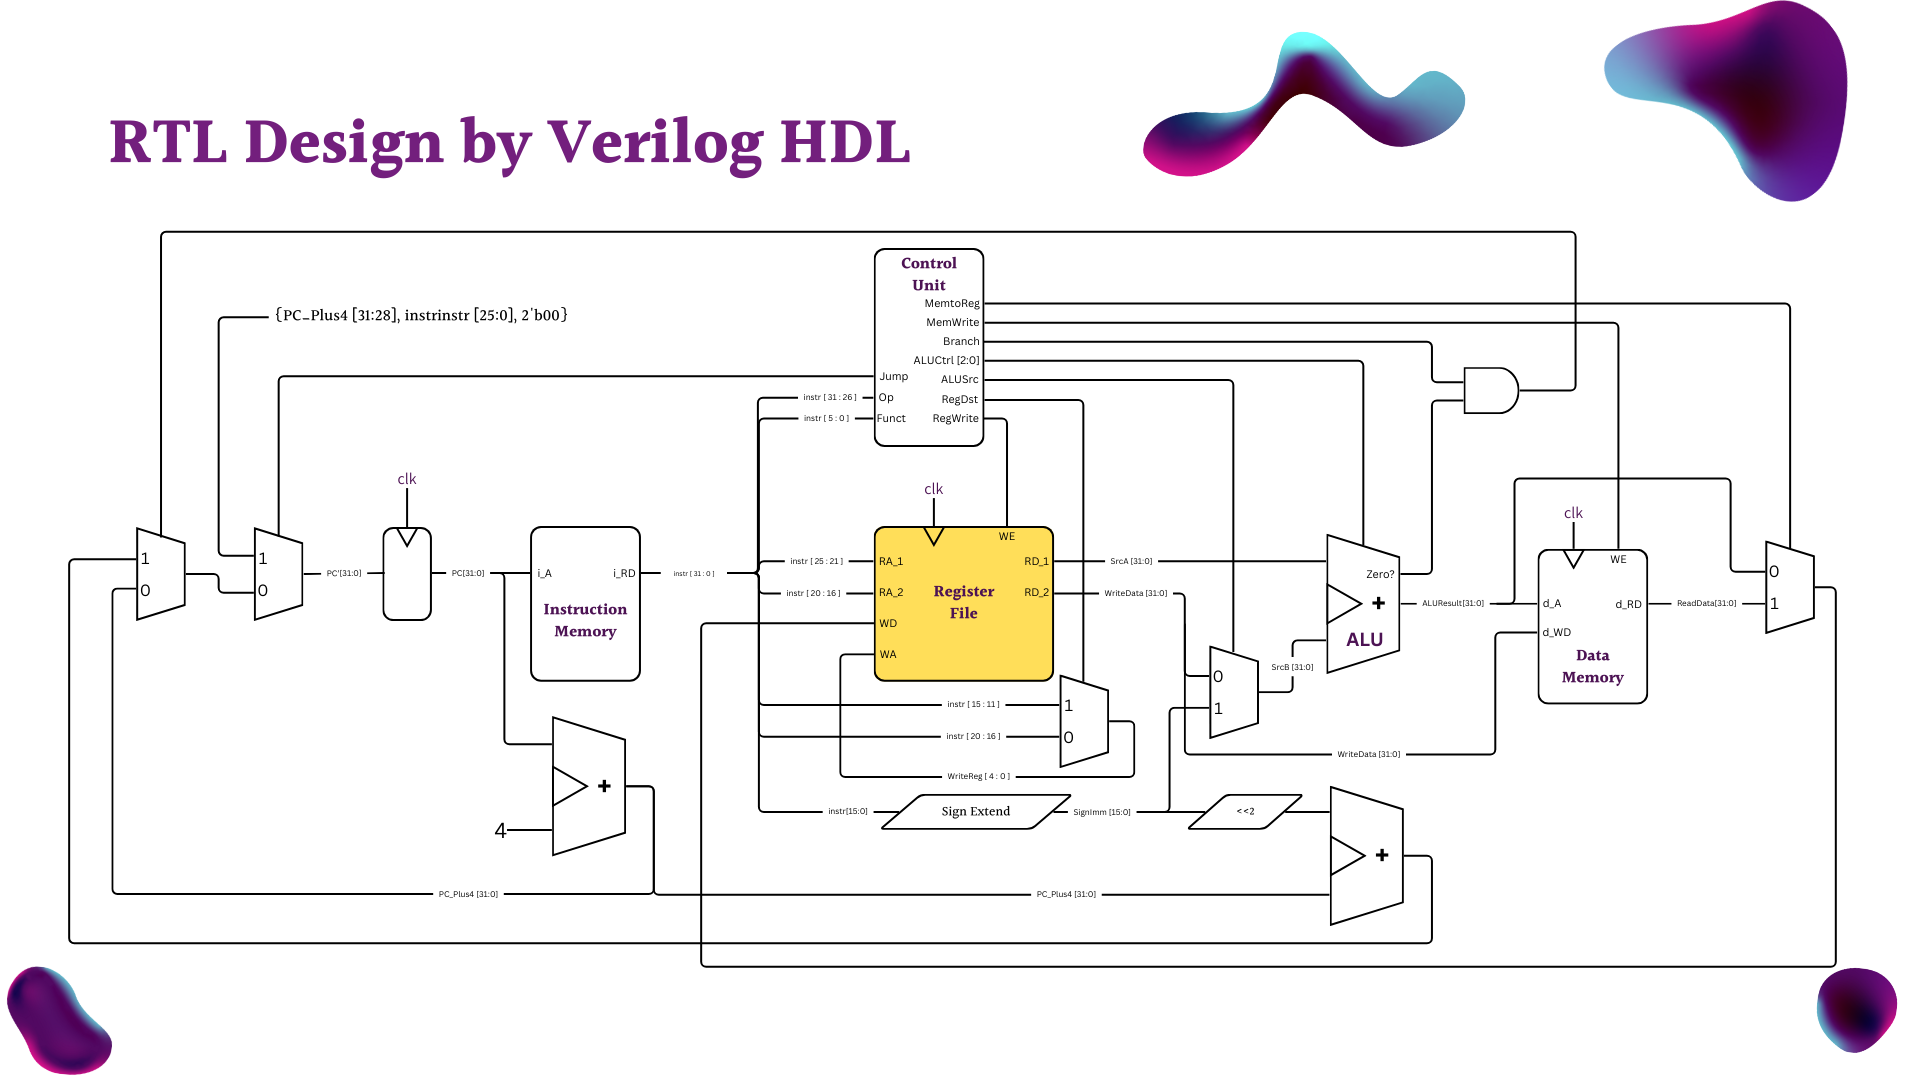 RTL Design by Verilog HDL
Control
Unit
MemtoReg
{PC_Plus4 [31:28], instrinstr [25:0], 2'b00}
MemWrite
Branch
ALUCtrl [2:0]
Jump
ALUSrc
instr [ 31 : 26 ]
Op
RegDst
instr [ 5 : 0 ]
Funct
RegWrite
clk
clk
clk
WE
WE
1
0
1
0
PC'[31:0]
PC[31:0]
i_A
i_RD
Instruction
Memory
instr [ 31 : 0 ]
instr [ 25 : 21 ]
RA_1
RD_1
SrcA [31:0]
instr [ 20 : 16 ]
RA_2
RD_2
WriteData [31:0]
Register
File
WD
WA
Zero?
+
ALU
ALUResult[31:0]
d_A
d_RD
ReadData[31:0]
d_WD
Data
Memory
0
1
SrcB [31:0]
0
1
instr [ 15 : 11 ]
1
instr [ 20 : 16 ]
0
WriteReg [ 4 : 0 ]
WriteData [31:0]
+
4
instr[15:0]
Sign Extend
SignImm [15:0]
<<2
+
PC_Plus4 [31:0]
PC_Plus4 [31:0]